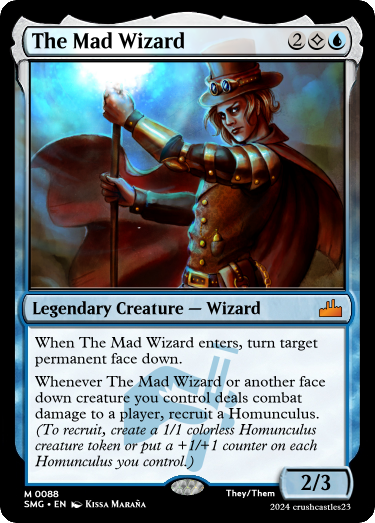 The Mad Wizard 2
Legendary Creature — Wizard
When The Mad Wizard enters, turn target
permanent face down.
Whenever The Mad Wizard or another face
down creature you control deals combat
damage to a player, recruit a Homunculus.
(To recruit, create a 1/1 colorless Homunculus
creature token or put a +1/+1 counter on each
Homunculus you control.)
2/3
M 0088
SMG • EN Kissa Maraña
They/Them
2024 crushcastles23